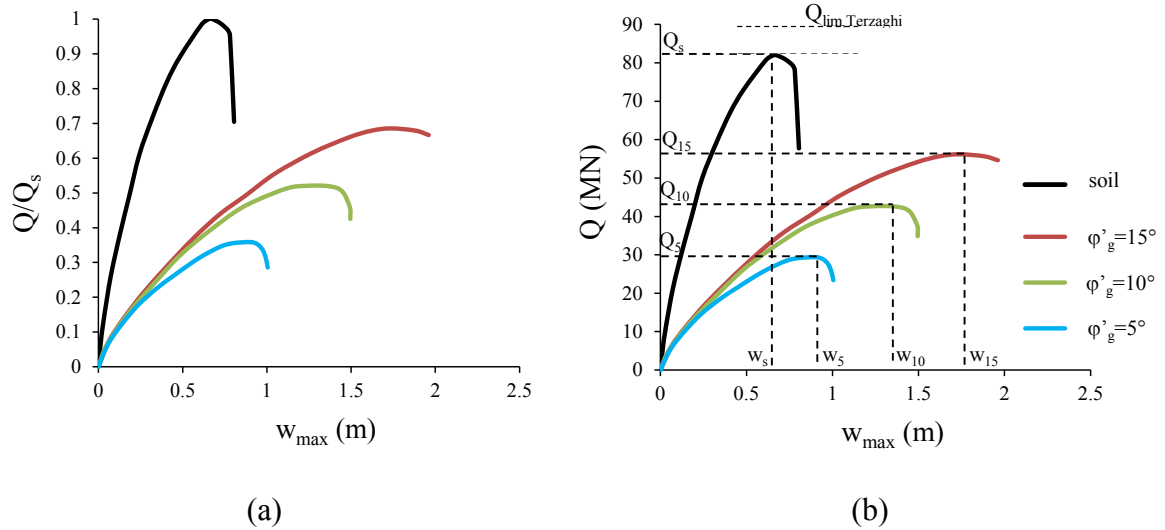 1
0.9
0.8
0.7
0.6
0.5
0.4
0.3
0.2
0.1
0
Q/Qs
0 0.5 1 1.5 2 2.5
wmax (m)
(a)
Qlim Terzaghi
90
80
70
60
50
40
30
20
10
0
Q (MN)
Qs
Q15
Q10
Q5
ws w5 w10 w15
0 0.5 1 1.5 2 2.5
wmax (m)
soil
φ'g=15°
φ'g=10°
φ'g=5°
(b)